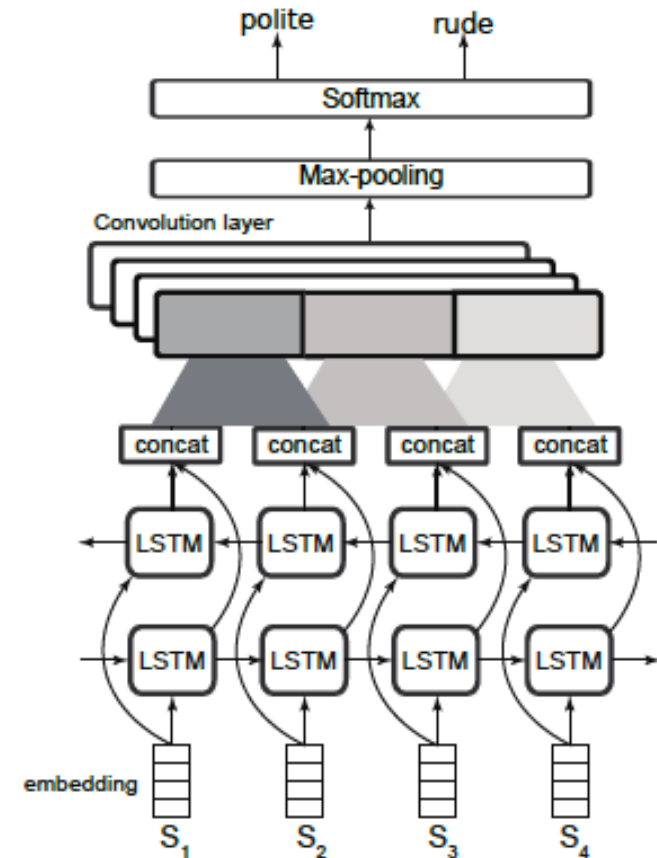 polite rude
Softmax
Max-pooling
Convolution layer
concat concat concat concat
LSTM LSTM LSTM LSTM
LSTM LSTM LSTM LSTM
embedding
S1 S2 S3 S4